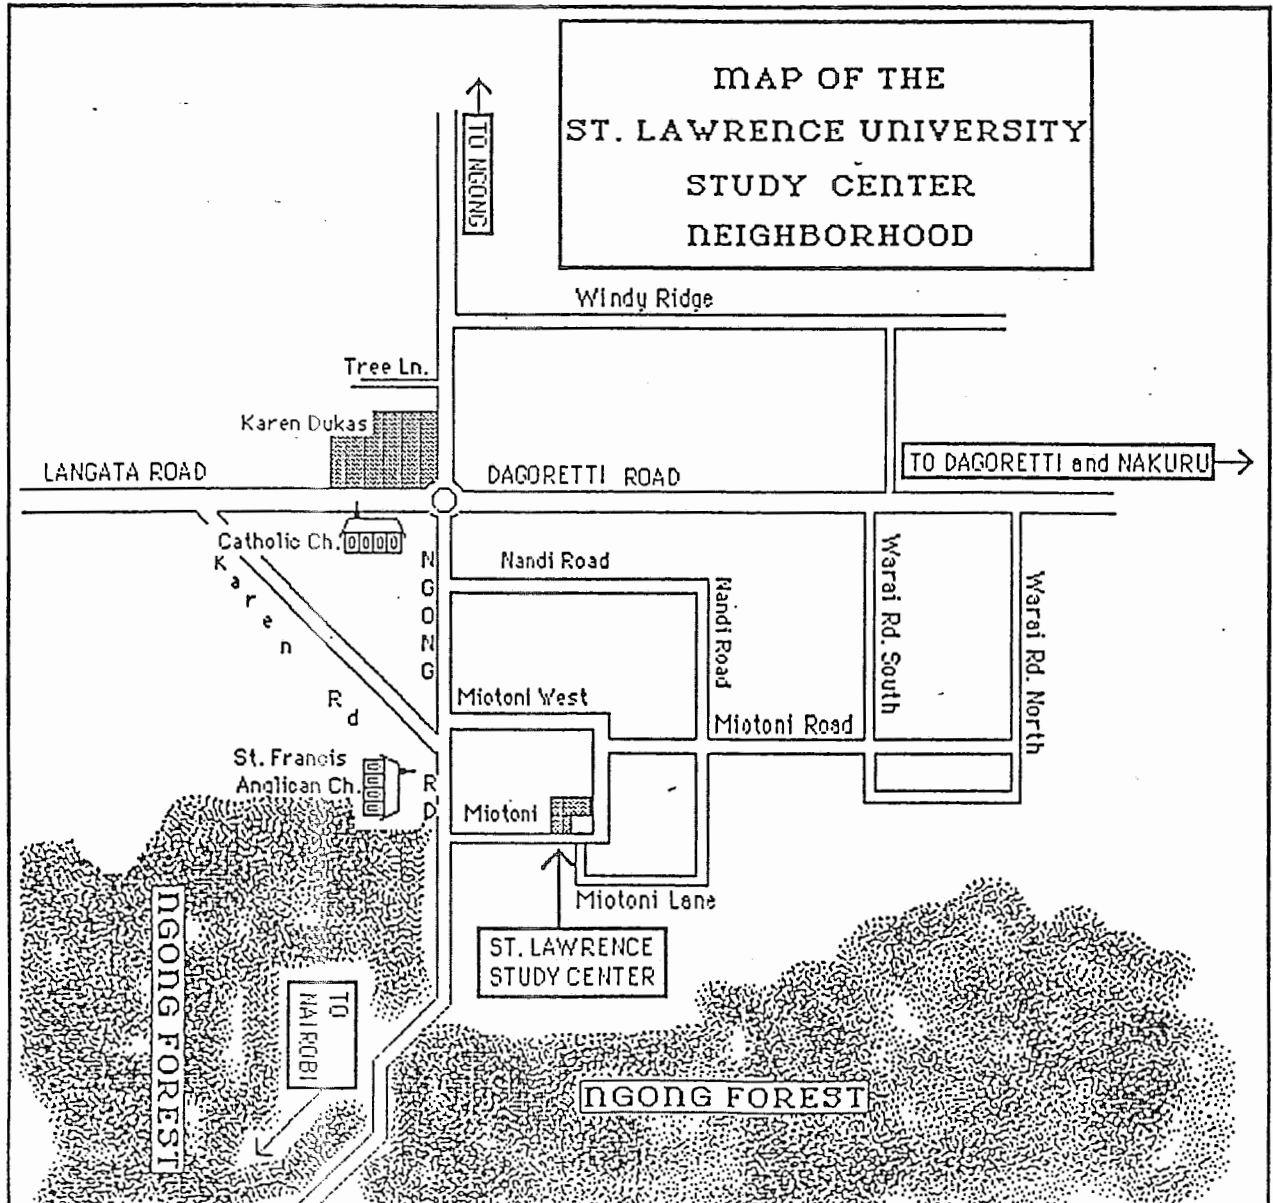 MAP OF THE
ST. LAWRENCE UNIVERSITY
STUDY CENTER
NEIGHBORHOOD
TO NGONG
Windy Ridge
Tree Ln.
Karen Dukas
LANGATA ROAD
DAGORETTI ROAD
TO DAGORETTI and NAKURU
Catholic Ch.
Karen Rd
NGONG RD
Nandi Road
Nandi Road
Warai Rd. South
Warai Rd. North
Miotoni West
Miotoni Road
St. Francis
Anglican Ch.
Miotoni
Miotoni Lane
ST. LAWRENCE
STUDY CENTER
NGONG FOREST
TO
NAIROBI
NGONG FOREST